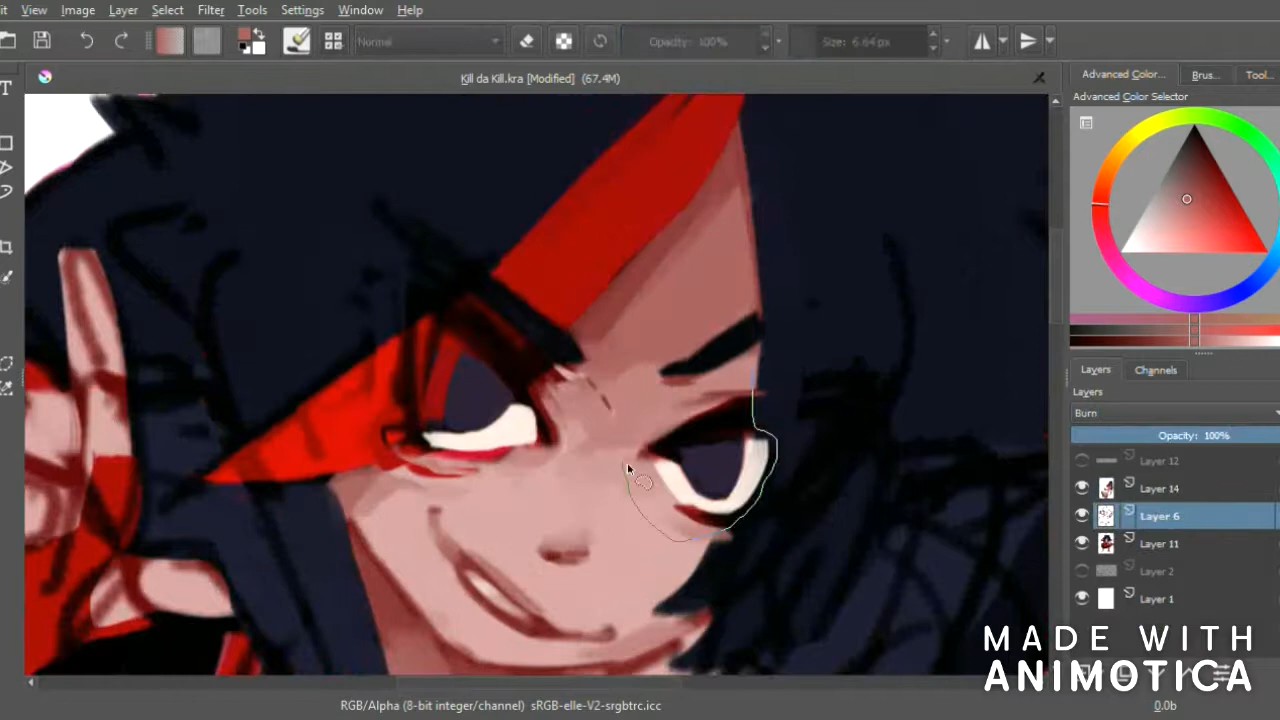 it View Image Layer Select Filter Tools Settings Window Help
Normal Opacity: 100% Size: 6.64 px
Kill da Kill.kra [Modified] (67.4M)
Advanced Color... Brus... Tool...
Advanced Color Selector
T
Layers Channels
Layers
Burn
Opacity: 100%
Layer 12
Layer 14
Layer 6
Layer 11
Layer 2
Layer 1
MADE WITH
ANIMOTICA
RGB/Alpha (8-bit integer/channel) sRGB-elle-V2-srgbtrc.icc
0.0b